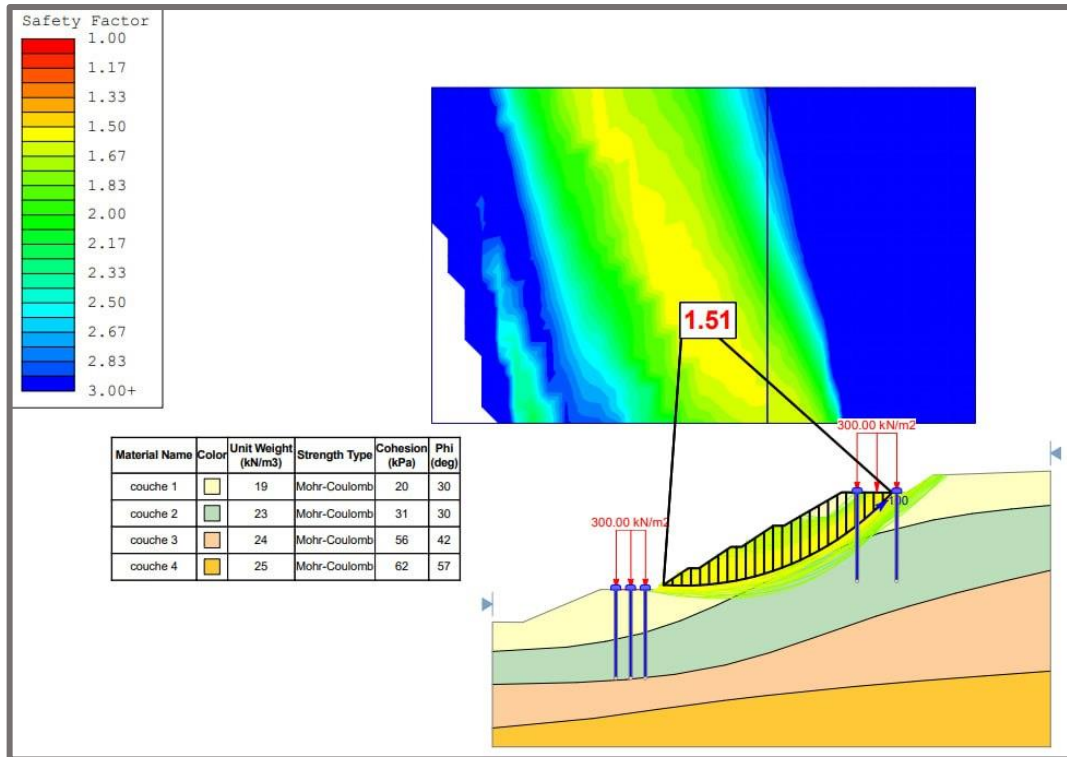 Safety Factor
1.00
1.17
1.33
1.50
1.67
1.83
2.00
2.17
2.33
2.50
2.67
2.83
3.00+
1.51
Material Name Color Unit Weight (kN/m3) Strength Type Cohesion (kPa) Phi (deg)
couche 1 19 Mohr-Coulomb 20 30
couche 2 23 Mohr-Coulomb 31 30
couche 3 24 Mohr-Coulomb 56 42
couche 4 25 Mohr-Coulomb 62 57
300.00 kN/m2
100
300.00 kN/m2